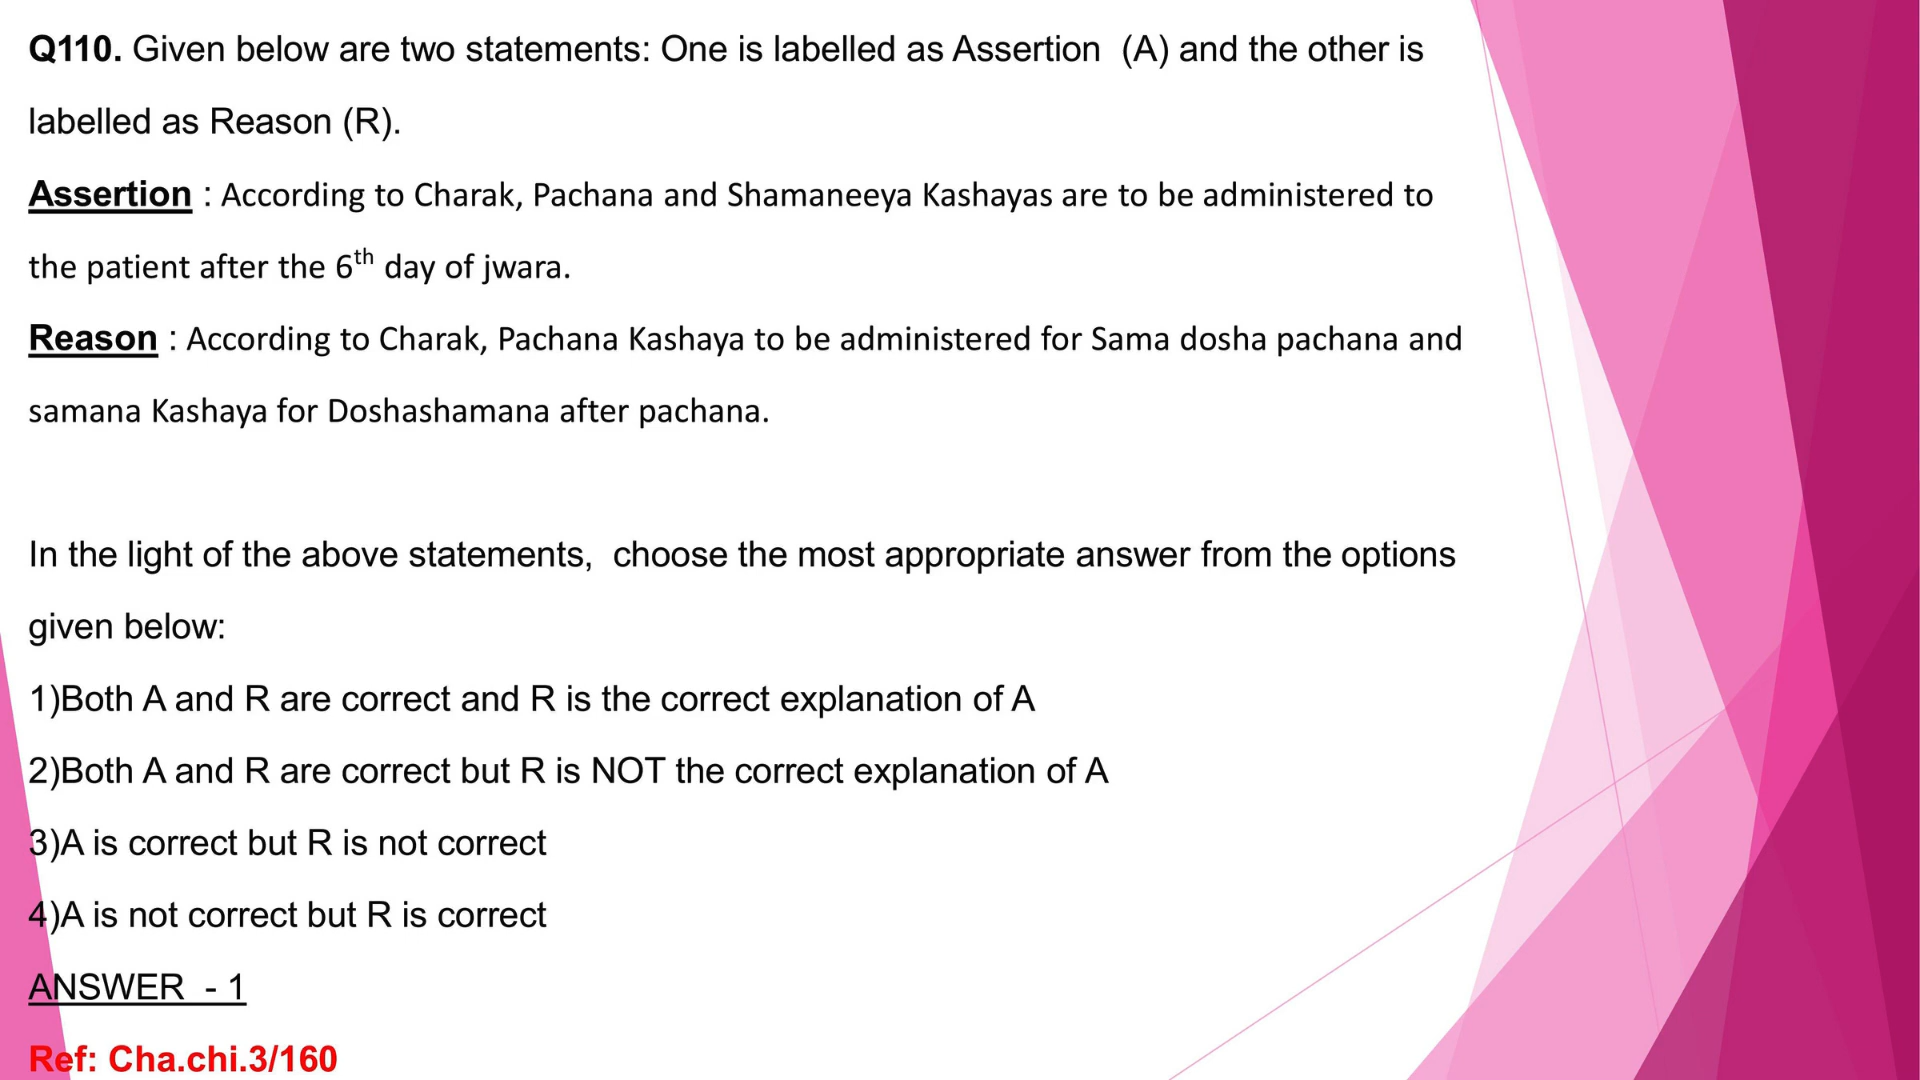 Q110. Given below are two statements: One is labelled as Assertion  (A) and the other is
labelled as Reason (R).
Assertion : According to Charak, Pachana and Shamaneeya Kashayas are to be administered to
the patient after the 6th day of jwara.
Reason : According to Charak, Pachana Kashaya to be administered for Sama dosha pachana and
samana Kashaya for Doshashamana after pachana.
In the light of the above statements,  choose the most appropriate answer from the options
given below:
1)Both A and R are correct and R is the correct explanation of A
2)Both A and R are correct but R is NOT the correct explanation of A
3)A is correct but R is not correct
4)A is not correct but R is correct
ANSWER  - 1
Ref: Cha.chi.3/160